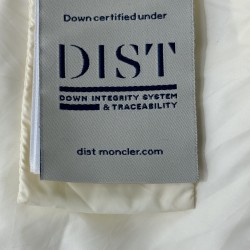 Down certified under
DIST
DOWN INTEGRITY SYSTEM
& TRACEABILITY
dist moncler.com